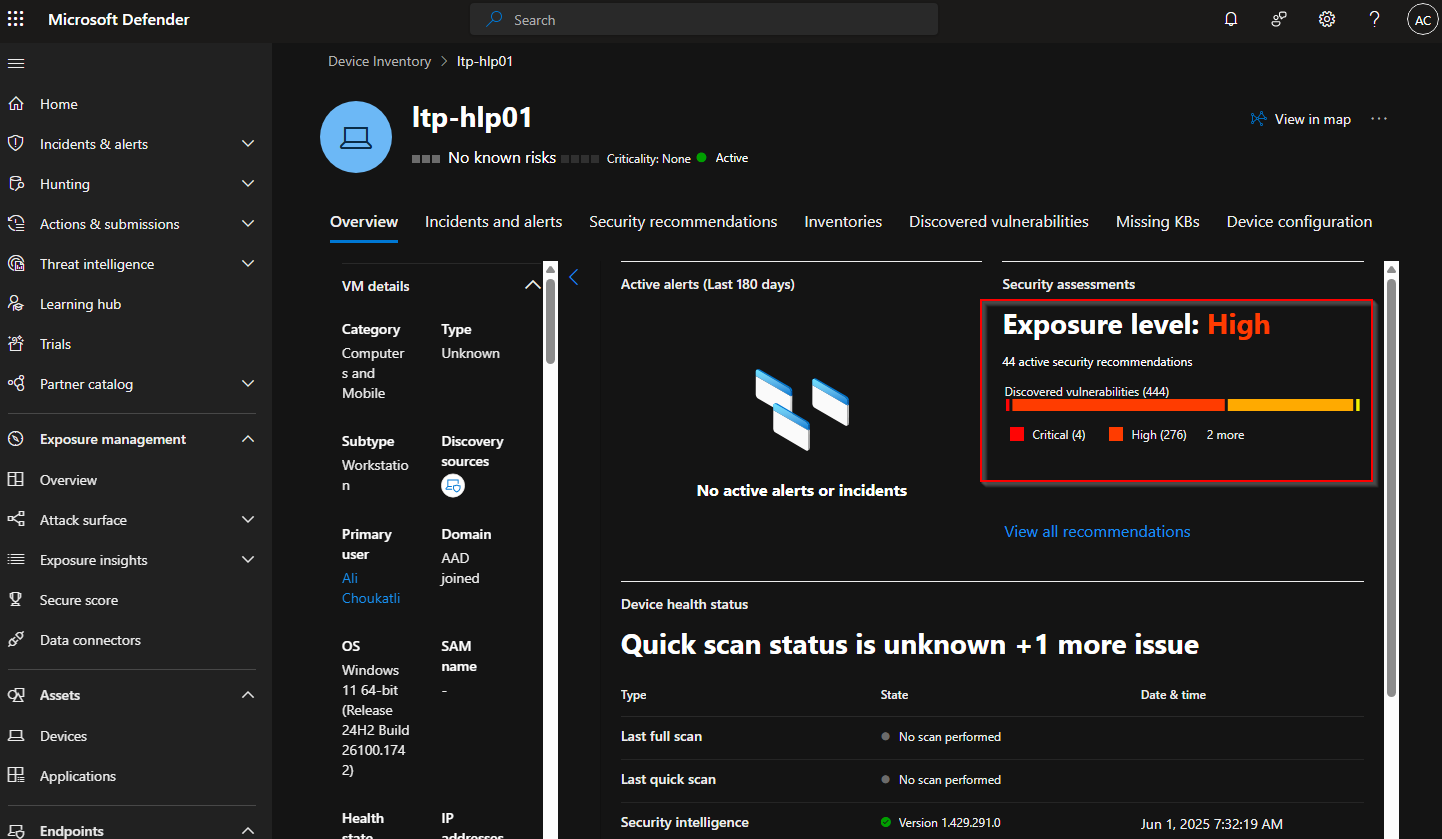 Microsoft Defender
Search
AC
Device Inventory > ltp-hlp01
Home
Incidents & alerts
Hunting
Actions & submissions
Threat intelligence
Learning hub
Trials
Partner catalog
Exposure management
Overview
Attack surface
Exposure insights
Secure score
Data connectors
Assets
Devices
Applications
Endpoints
ltp-hlp01
No known risks Criticality: None Active
View in map
Overview Incidents and alerts Security recommendations Inventories Discovered vulnerabilities Missing KBs Device configuration
VM details
Category
Computer
s and
Mobile
Type
Unknown
Subtype
Workstatio
n
Discovery
sources
Primary
user
Ali
Choukatli
Domain
AAD
joined
OS
Windows
11 64-bit
(Release
24H2 Build
26100.174
2)
SAM
name
-
Health
state
IP
addresses
Active alerts (Last 180 days)
No active alerts or incidents
Security assessments
Exposure level: High
44 active security recommendations
Discovered vulnerabilities (444)
Critical (4) High (276) 2 more
View all recommendations
Device health status
Quick scan status is unknown +1 more issue
Type State Date & time
Last full scan No scan performed
Last quick scan No scan performed
Security intelligence Version 1.429.291.0 Jun 1, 2025 7:32:19 AM